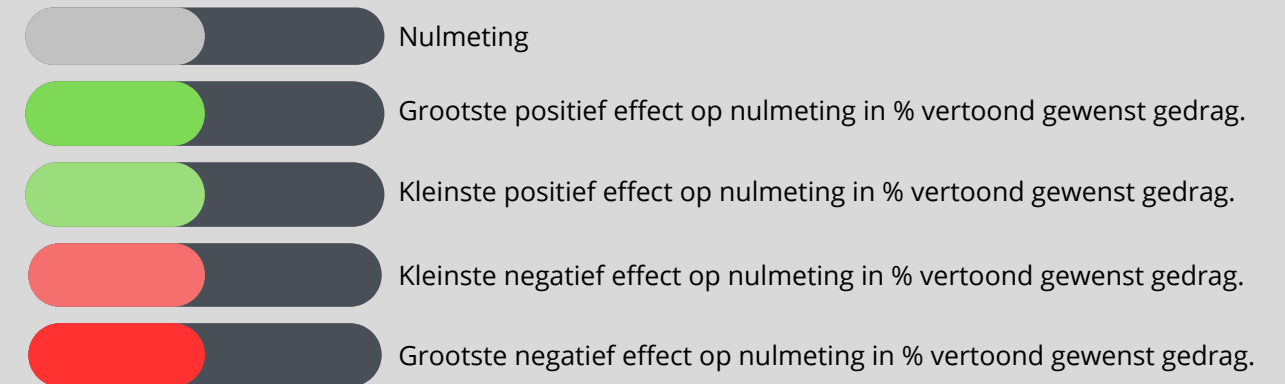 Nulmeting
Grootste positief effect op nulmeting in % vertoond gewenst gedrag.
Kleinste positief effect op nulmeting in % vertoond gewenst gedrag.
Kleinste negatief effect op nulmeting in % vertoond gewenst gedrag.
Grootste negatief effect op nulmeting in % vertoond gewenst gedrag.